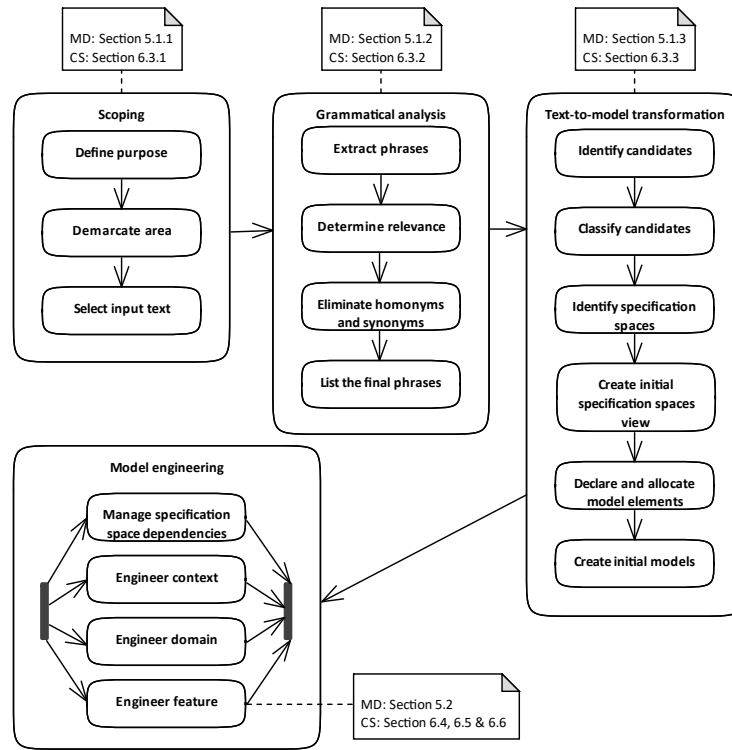 MD: Section 5.1.1
CS: Section 6.3.1
MD: Section 5.1.2
CS: Section 6.3.2
MD: Section 5.1.3
CS: Section 6.3.3
Scoping
Define purpose
Demarcate area
Select input text
Grammatical analysis
Extract phrases
Determine relevance
Eliminate homonyms
and synonyms
List the final phrases
Text-to-model transformation
Identify candidates
Classify candidates
Identify specification
spaces
Create initial
specification spaces
view
Declare and allocate
model elements
Create initial models
Model engineering
Manage specification
space dependencies
Engineer context
Engineer domain
Engineer feature
MD: Section 5.2
CS: Section 6.4, 6.5 & 6.6